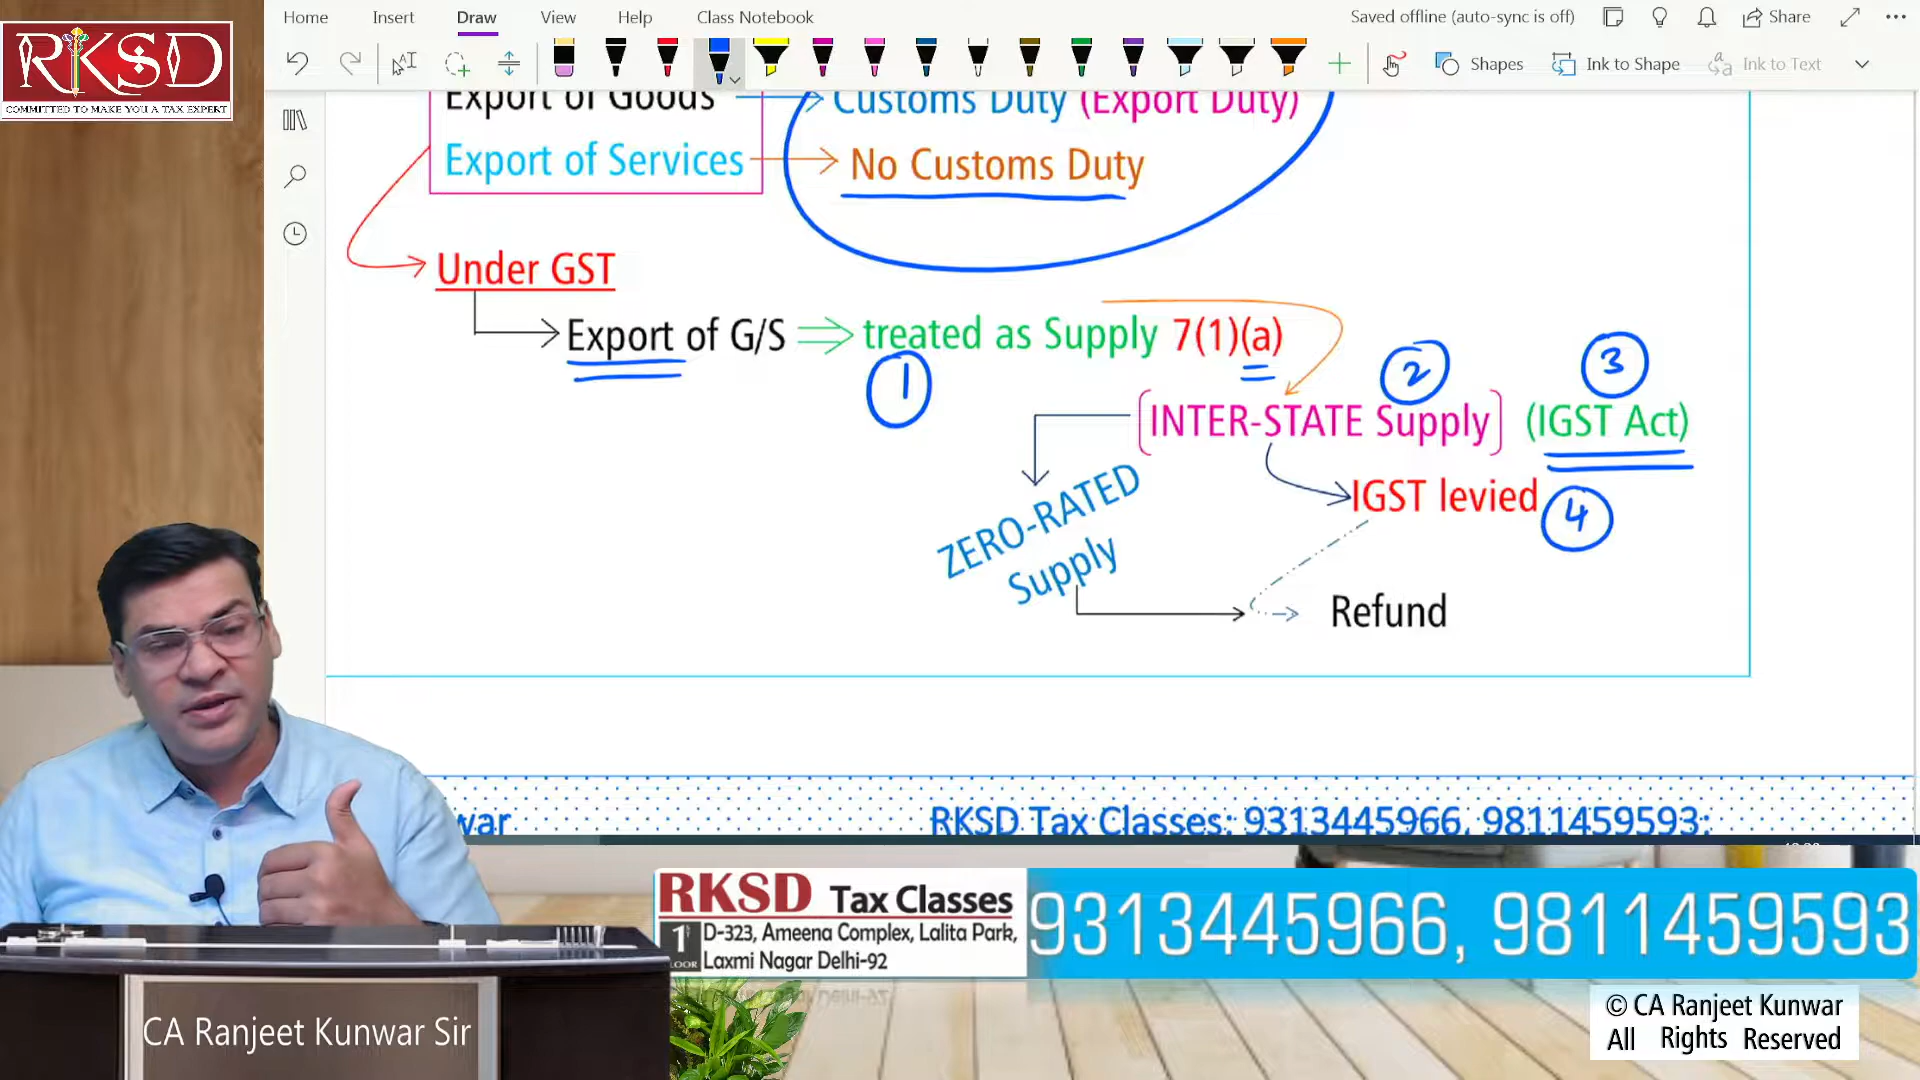 RKSD
COMMITTED TO MAKE YOU A TAX EXPERT
Home Insert Draw View Help Class Notebook
Saved offline (auto-sync is off) Share
Shapes Ink to Shape Ink to Text
Export of Goods Customs Duty (Export Duty)
Export of Services No Customs Duty
Under GST
Export of G/S treated as Supply 7(1)(a)
1
2
3
[INTER-STATE Supply] (IGST Act)
IGST levied
4
ZERO-RATED
Supply
Refund
war RKSD Tax Classes: 9313445966, 9811459593;
RKSD Tax Classes
1ST
D-323, Ameena Complex, Lalita Park,
Laxmi Nagar Delhi-92
9313445966, 9811459593
CA Ranjeet Kunwar Sir
© CA Ranjeet Kunwar
All Rights Reserved